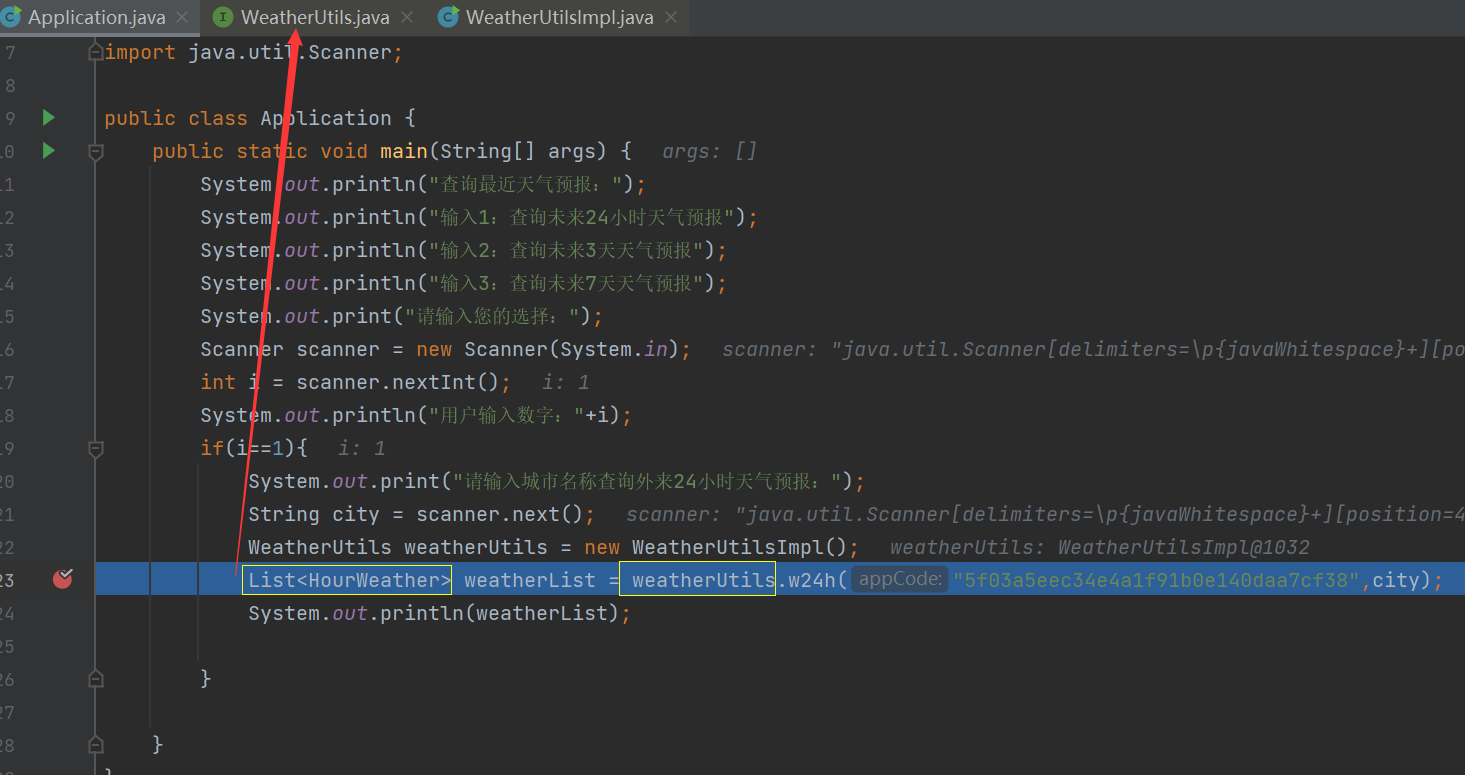 Application.java WeatherUtils.java WeatherUtilsImpl.java
7 import java.util.Scanner;
8
9 public class Application {
10 public static void main(String[] args) { args: []
11 System.out.println("查询最近天气预报：");
12 System.out.println("输入1：查询未来24小时天气预报");
13 System.out.println("输入2：查询未来3天天气预报");
14 System.out.println("输入3：查询未来7天天气预报");
15 System.out.print("请输入您的选择：");
16 Scanner scanner = new Scanner(System.in); scanner: "java.util.Scanner[delimiters=\p{javaWhitespace}+][po
17 int i = scanner.nextInt(); i: 1
18 System.out.println("用户输入数字："+i);
19 if(i==1){ i: 1
20 System.out.print("请输入城市名称查询外来24小时天气预报：");
21 String city = scanner.next(); scanner: "java.util.Scanner[delimiters=\p{javaWhitespace}+][position=4
22 WeatherUtils weatherUtils = new WeatherUtilsImpl(); weatherUtils: WeatherUtilsImpl@1032
23 List<HourWeather> weatherList = weatherUtils.w24h( appCode: "5f03a5eec34e4a1f91b0e140daa7cf38",city);
24 System.out.println(weatherList);
25
26 }
27
28 }
}